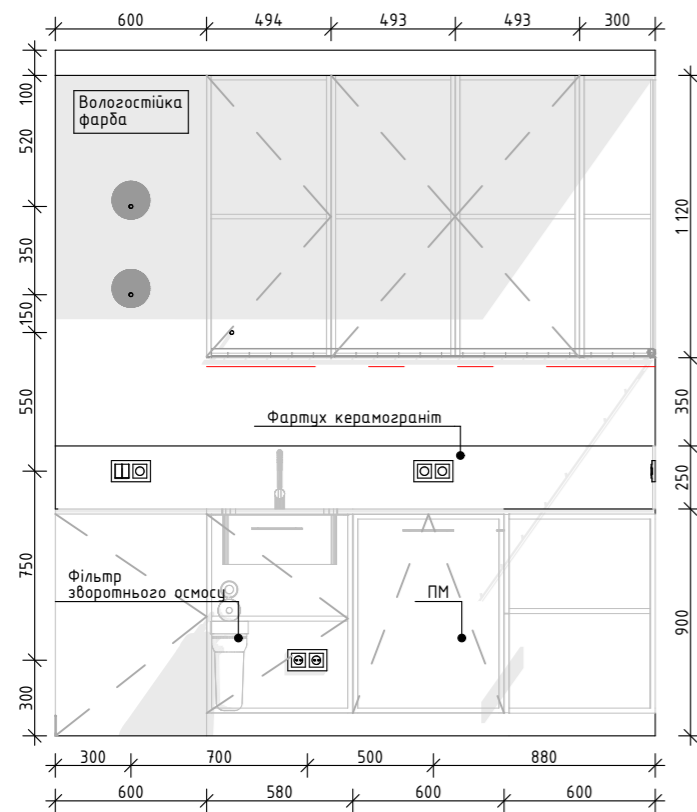 600 494 493 493 300
100
520
350
150
550
750
300
Вологостійка
фарба
1 120
350
250
900
Фартух керамограніт
Фільтр
зворотнього осмосу
ПМ
300 700 500 880
600 580 600 600